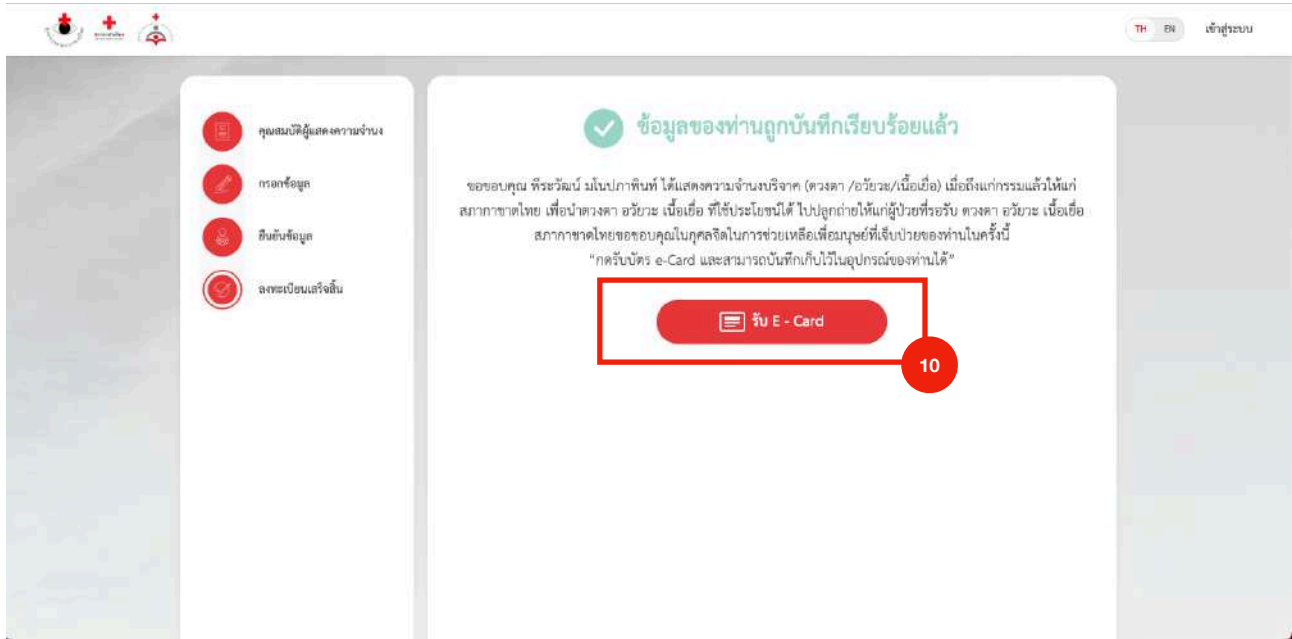 TH EN เข้าสู่ระบบ
คุณสมบัติผู้แสดงความจำนง
กรอกข้อมูล
ยืนยันข้อมูล
ลงทะเบียนเสร็จสิ้น
ข้อมูลของท่านถูกบันทึกเรียบร้อยแล้ว
ขอขอบคุณ พีระวัฒน์ มโนปภาพินท์ ได้แสดงความจำนงบริจาค (ดวงตา /อวัยวะ/เนื้อเยื่อ) เมื่อถึงแก่กรรมแล้วให้แก่
สภากาชาดไทย เพื่อนำดวงตา อวัยวะ เนื้อเยื่อ ที่ใช้ประโยชน์ได้ ไปปลูกถ่ายให้แก่ผู้ป่วยที่รอรับ ดวงตา อวัยวะ เนื้อเยื่อ
สภากาชาดไทยขอขอบคุณในกุศลจิตในการช่วยเหลือเพื่อมนุษย์ที่เจ็บป่วยของท่านในครั้งนี้
“กดรับบัตร e-Card และสามารถบันทึกเก็บไว้ในอุปกรณ์ของท่านได้”
รับ E - Card
10